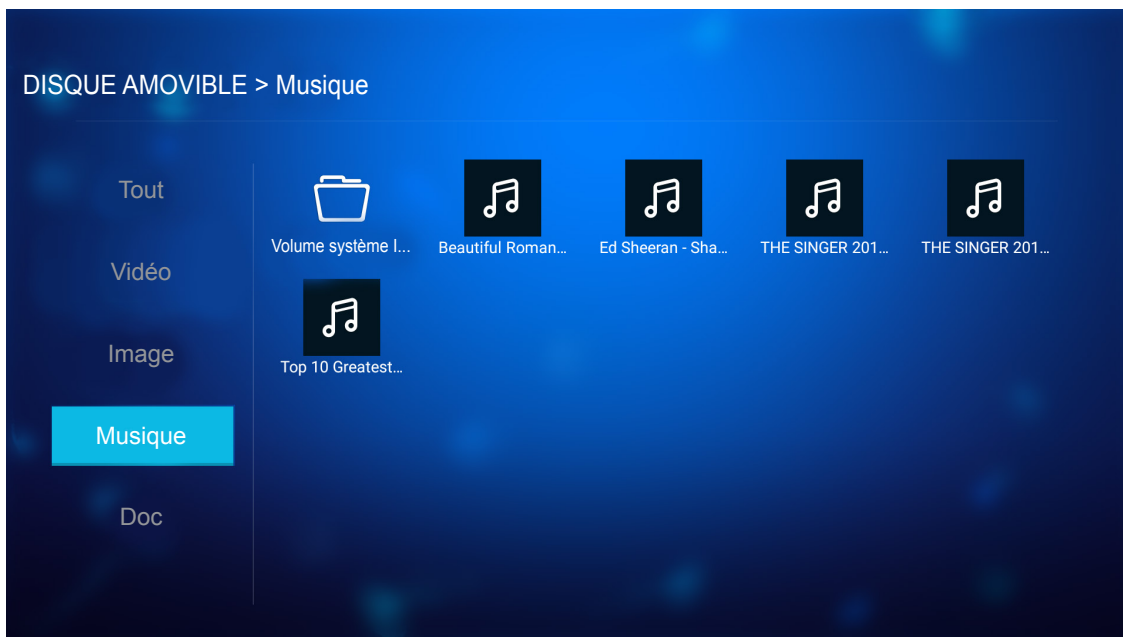 DISQUE AMOVIBLE > Musique
Tout
Vidéo
Image
Musique
Doc
Volume système I...
Beautiful Roman...
Ed Sheeran - Sha...
THE SINGER 201...
THE SINGER 201...
Top 10 Greatest...